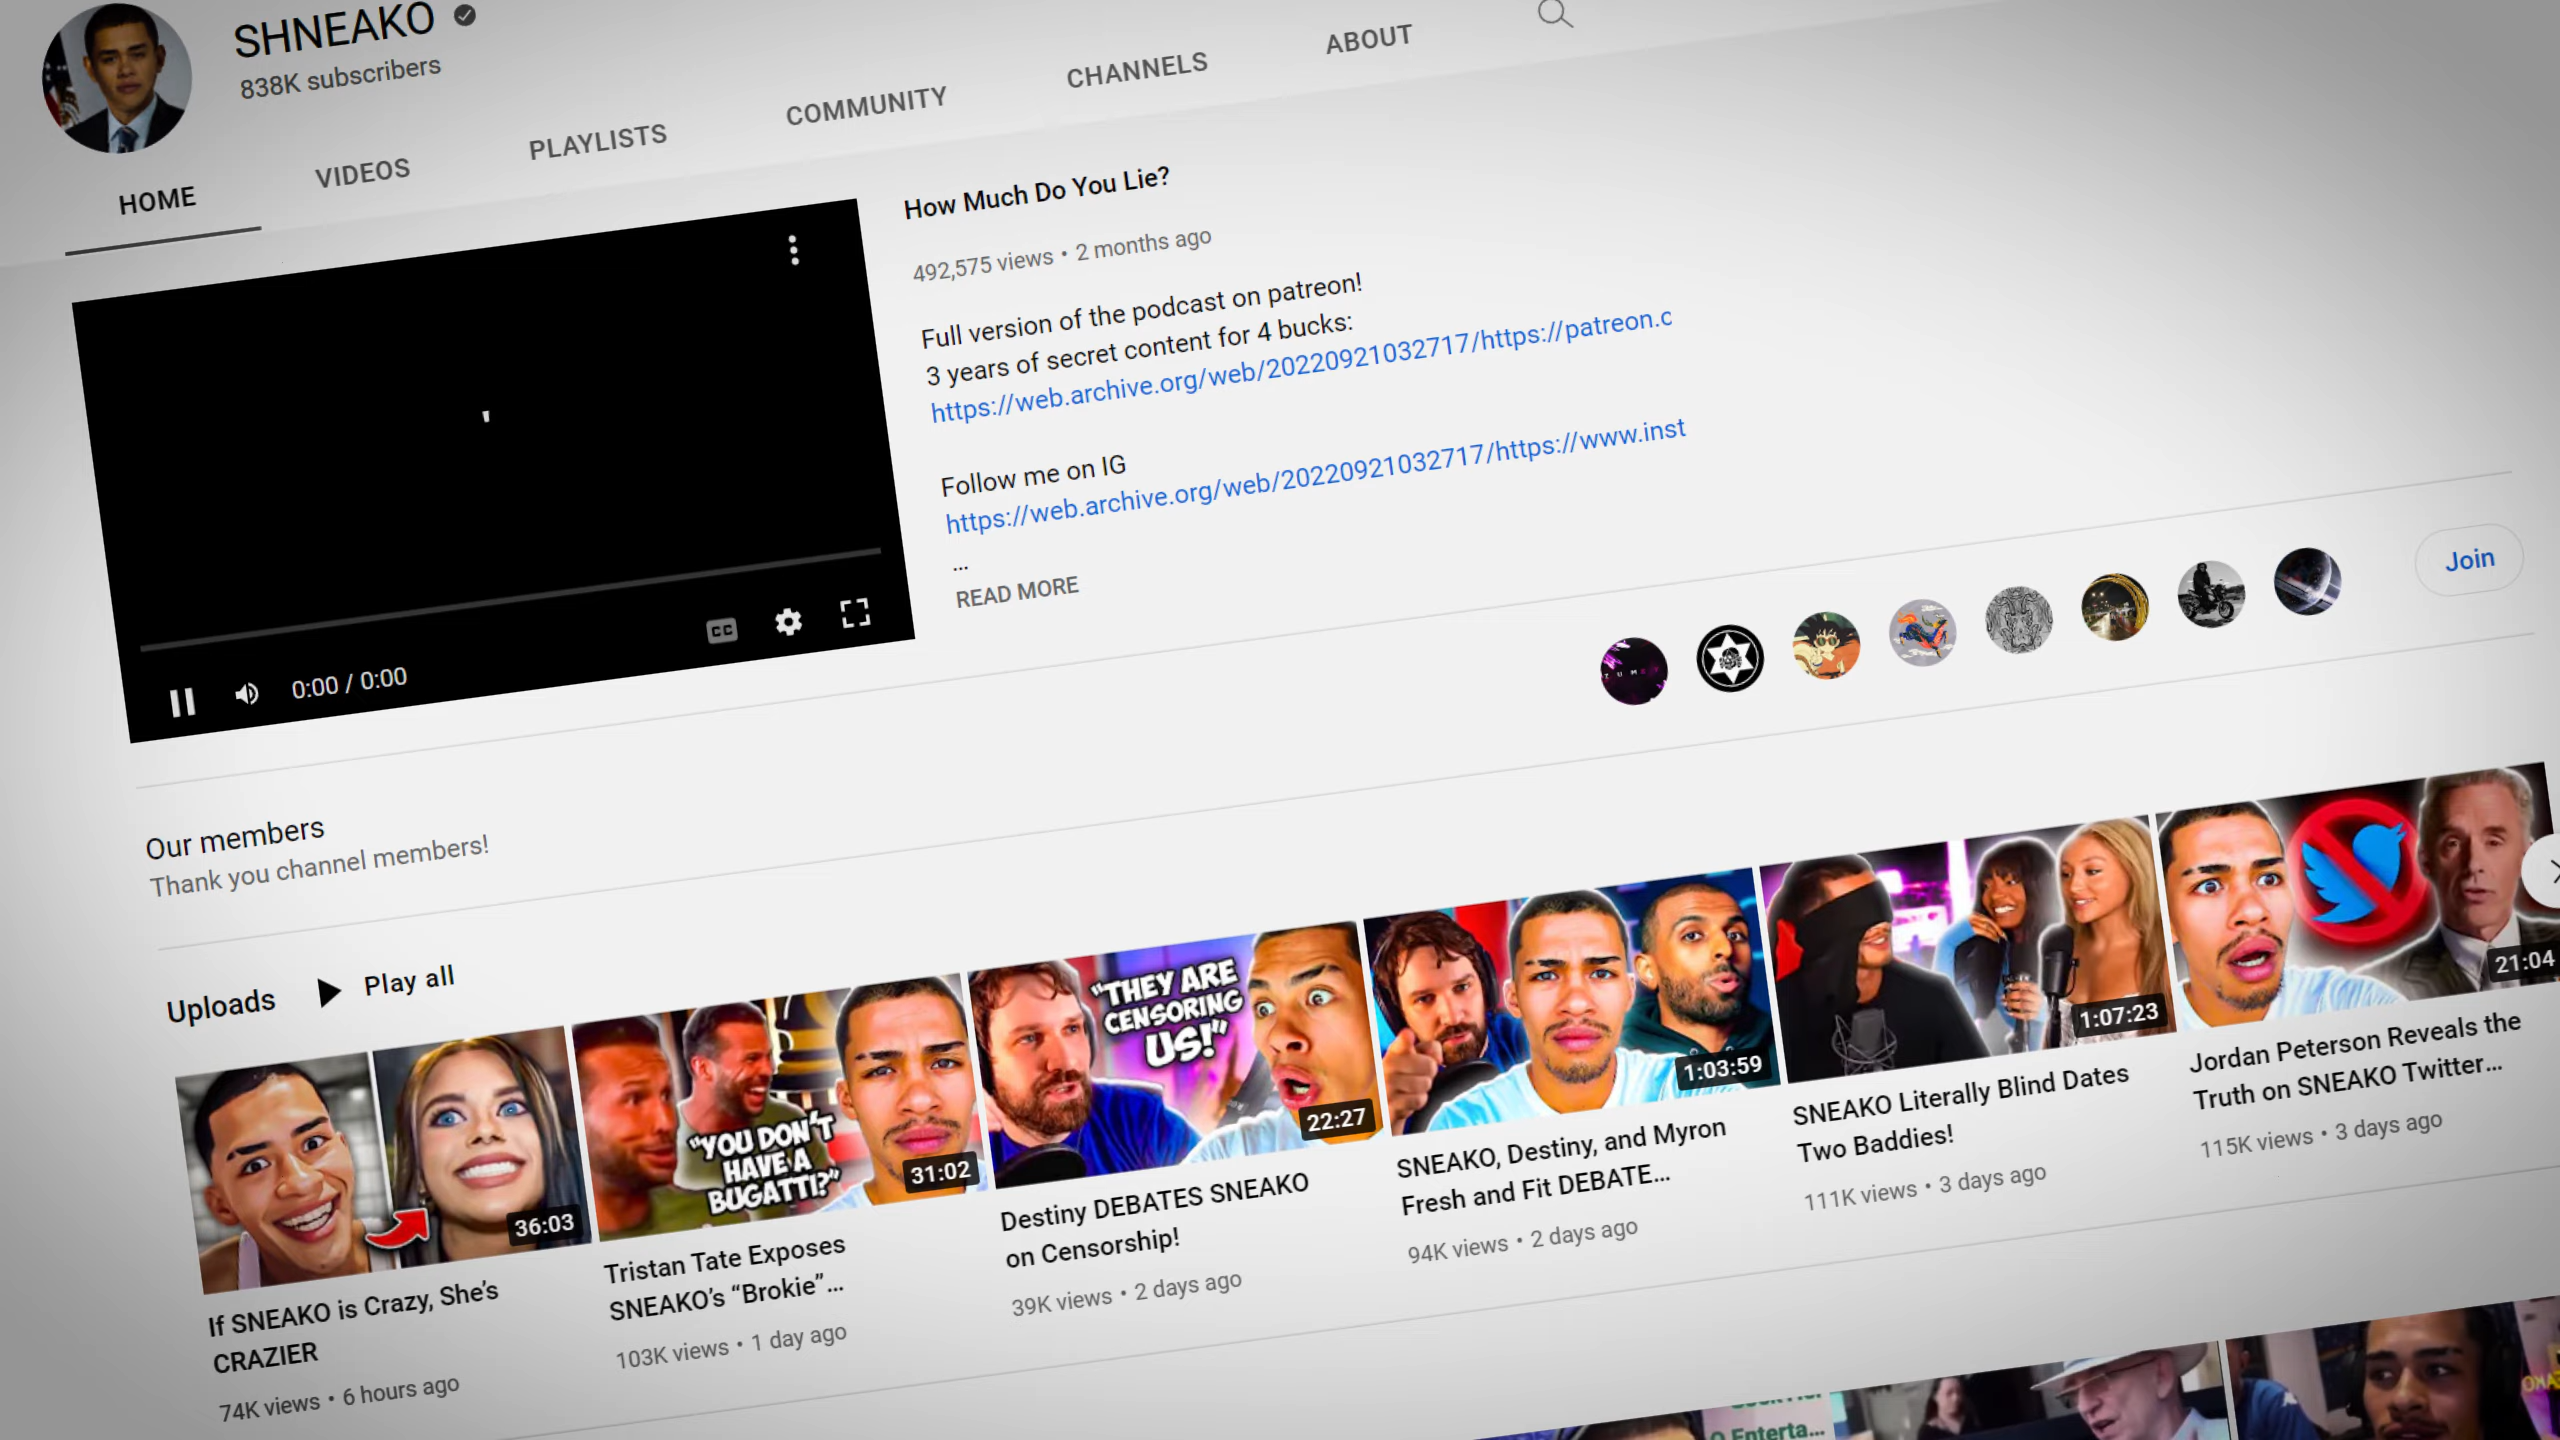 SHNEAKO
838K subscribers
HOME
VIDEOS
PLAYLISTS
COMMUNITY
CHANNELS
ABOUT
How Much Do You Lie?
492,575 views • 2 months ago
Full version of the podcast on patreon!
3 years of secret content for 4 bucks:
https://web.archive.org/web/20220921032717/https://patreon.c
Follow me on IG
https://web.archive.org/web/20220921032717/https://www.inst
...
READ MORE
CC
0:00 / 0:00
Join
Our members
Thank you channel members!
Uploads
Play all
36:03
If SNEAKO is Crazy, She's
CRAZIER
74K views • 6 hours ago
"YOU DON'T
HAVE A
BUGATTI?"
31:02
Tristan Tate Exposes
SNEAKO's “Brokie”...
103K views • 1 day ago
"THEY ARE
CENSORING
US!"
22:27
Destiny DEBATES SNEAKO
on Censorship!
39K views • 2 days ago
1:03:59
SNEAKO, Destiny, and Myron
Fresh and Fit DEBATE...
94K views • 2 days ago
1:07:23
SNEAKO Literally Blind Dates
Two Baddies!
111K views • 3 days ago
21:04
Jordan Peterson Reveals the
Truth on SNEAKO Twitter...
115K views • 3 days ago
Enterta...